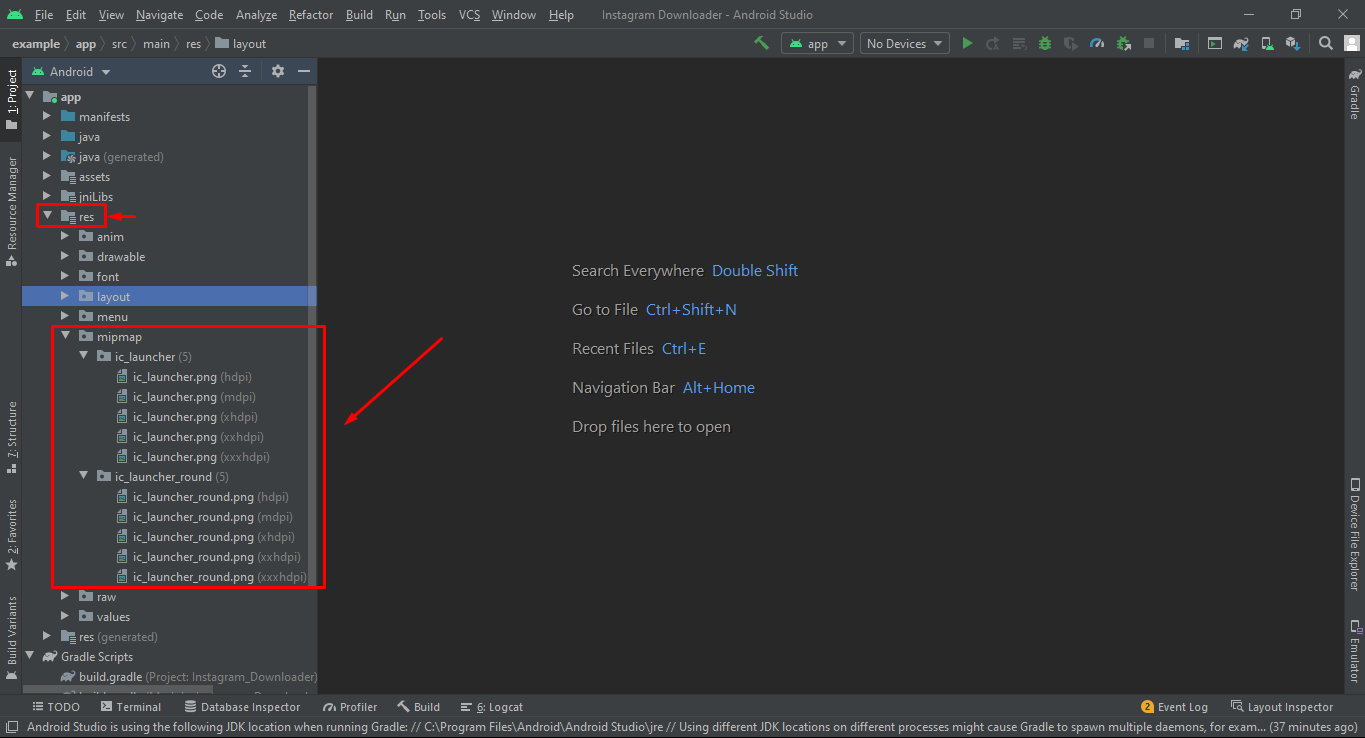 File Edit View Navigate Code Analyze Refactor Build Run Tools VCS Window Help Instagram Downloader - Android Studio
example app src main res layout app No Devices
1: Project
Resource Manager
7: Structure
2: Favorites
Build Variants
Android
app
manifests
java
java (generated)
assets
jniLibs
res
anim
drawable
font
layout
menu
mipmap
ic_launcher (5)
ic_launcher.png (hdpi)
ic_launcher.png (mdpi)
ic_launcher.png (xhdpi)
ic_launcher.png (xxhdpi)
ic_launcher.png (xxxhdpi)
ic_launcher_round (5)
ic_launcher_round.png (hdpi)
ic_launcher_round.png (mdpi)
ic_launcher_round.png (xhdpi)
ic_launcher_round.png (xxhdpi)
ic_launcher_round.png (xxxhdpi)
raw
values
res (generated)
Gradle Scripts
build.gradle (Project: Instagram_Downloader)
Search Everywhere Double Shift
Go to File Ctrl+Shift+N
Recent Files Ctrl+E
Navigation Bar Alt+Home
Drop files here to open
Gradle
Device File Explorer
Emulator
TODO Terminal Database Inspector Profiler Build 6: Logcat 2 Event Log Layout Inspector
Android Studio is using the following JDK location when running Gradle: // C:\Program Files\Android\Android Studio\jre // Using different JDK locations on different processes might cause Gradle to spawn multiple daemons, for exam... (37 minutes ago)